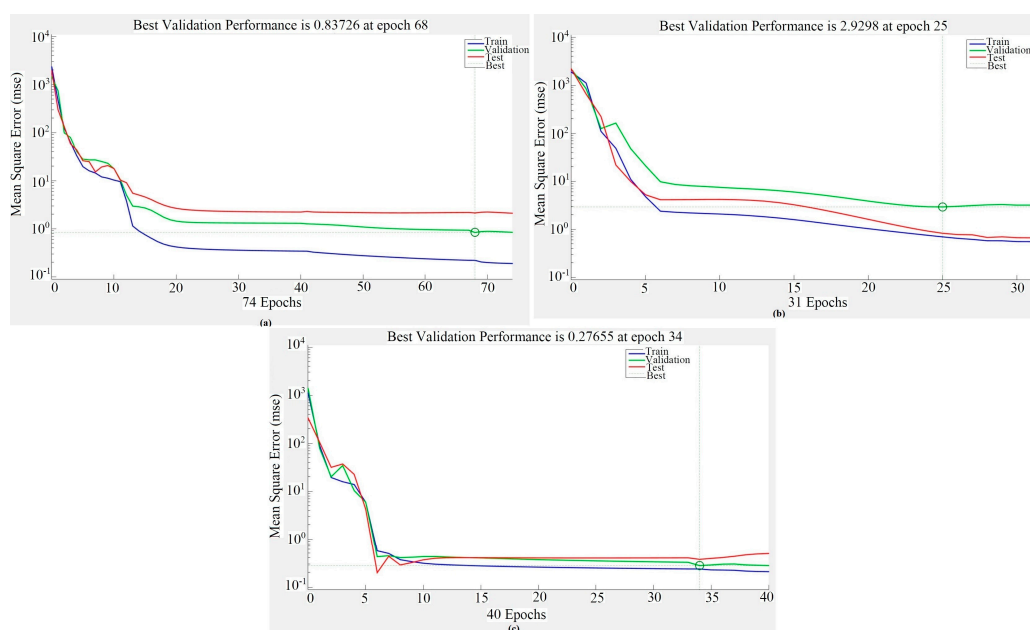 Best Validation Performance is 0.83726 at epoch 68
Mean Square Error (mse)
10^4
10^3
10^2
10^1
10^0
10^-1
Train
Validation
Test
Best
0 10 20 30 40 50 60 70
74 Epochs
(a)
Best Validation Performance is 2.9298 at epoch 25
Mean Square Error (mse)
10^4
10^3
10^2
10^1
10^0
10^-1
Train
Validation
Test
Best
0 5 10 15 20 25 30
31 Epochs
(b)
Best Validation Performance is 0.27655 at epoch 34
Mean Square Error (mse)
10^4
10^3
10^2
10^1
10^0
10^-1
Train
Validation
Test
Best
0 5 10 15 20 25 30 35 40
40 Epochs
(c)